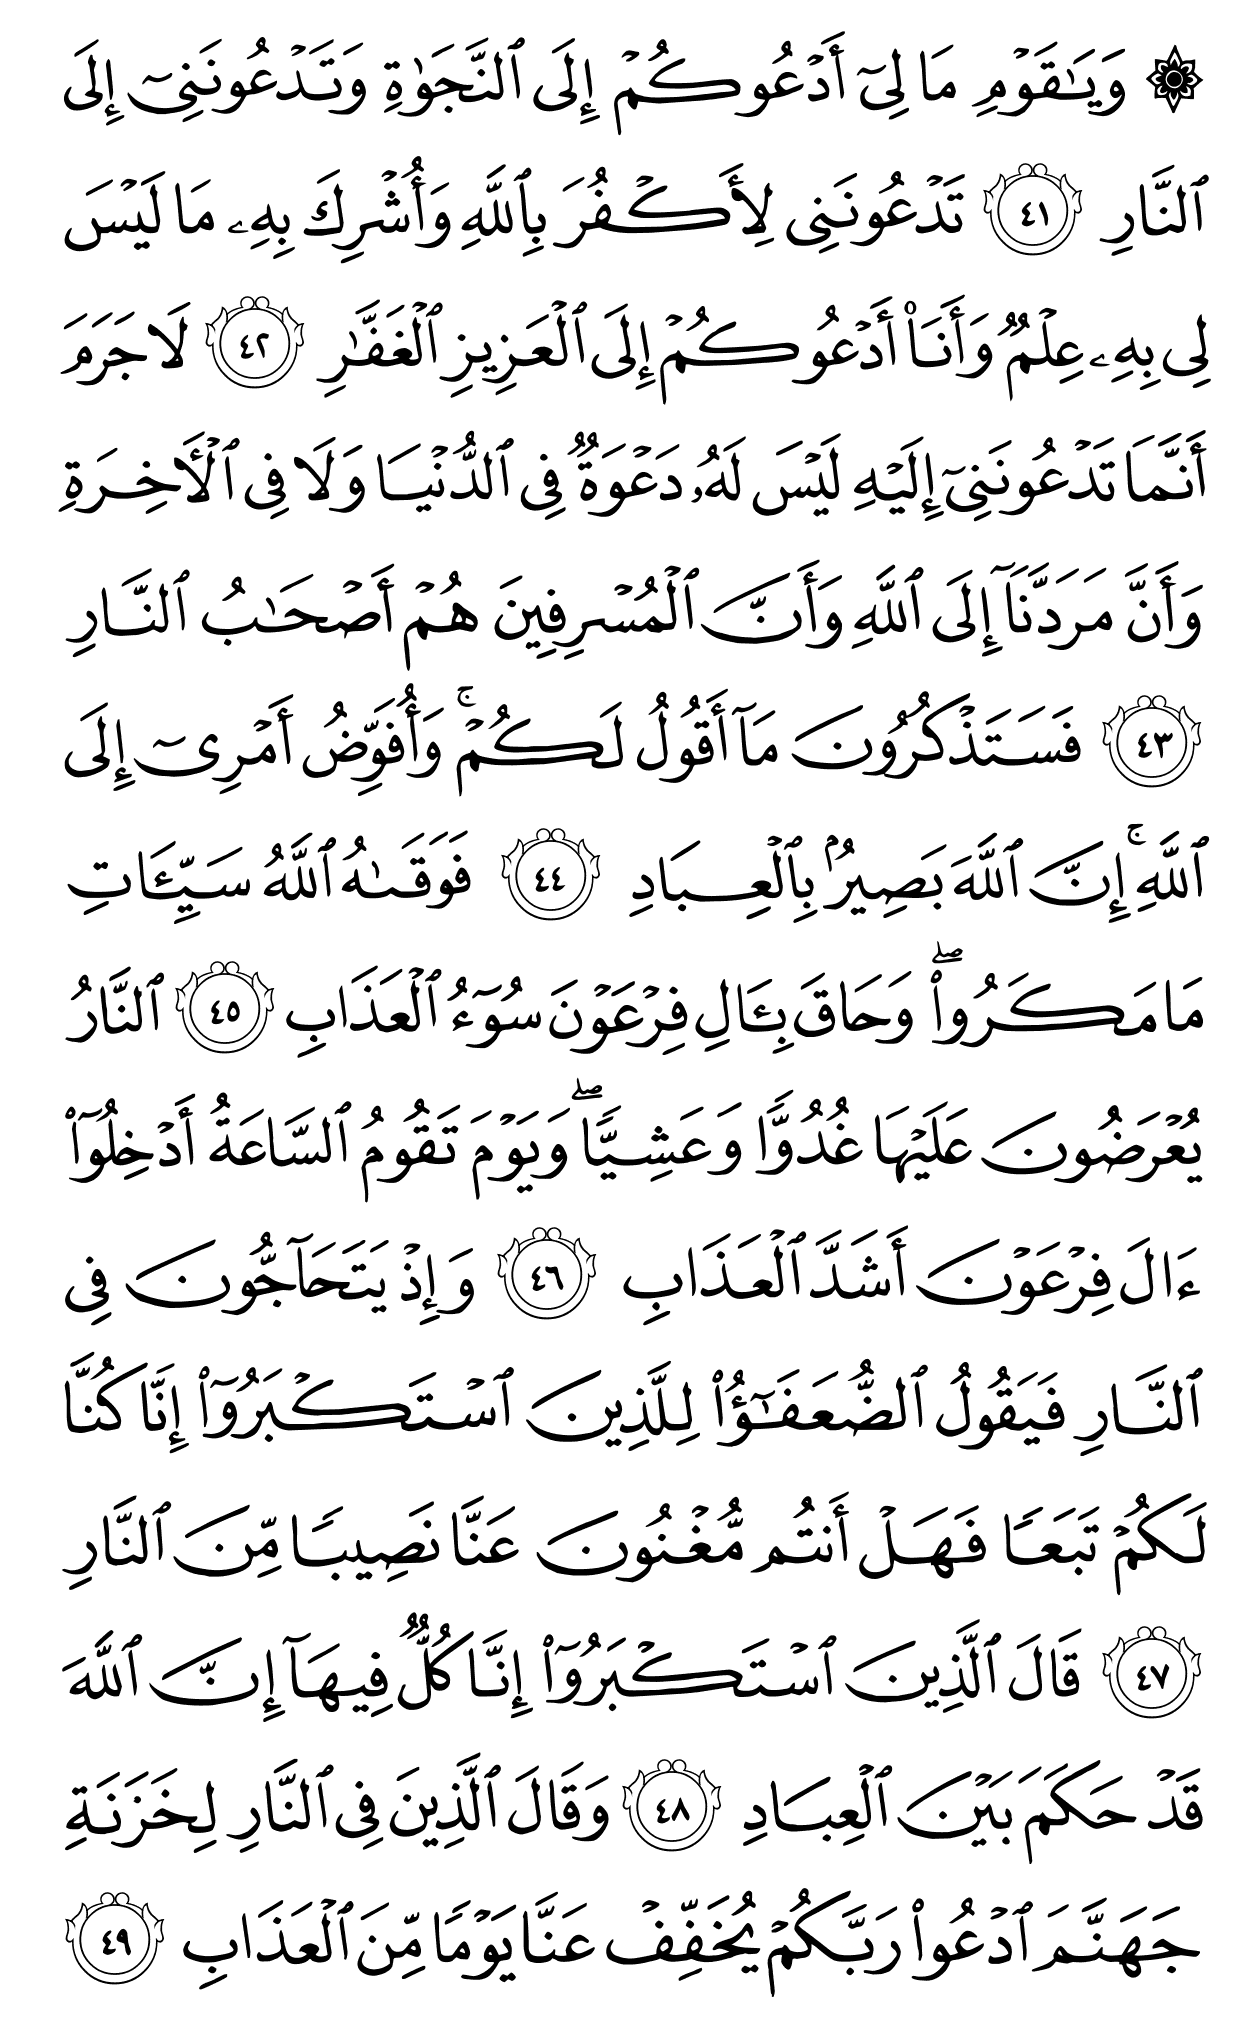 ۞ وَيَٰقَوۡمِ مَا لِيٓ أَدۡعُوكُمۡ إِلَى ٱلنَّجَوٰةِ وَتَدۡعُونَنِيٓ إِلَى
ٱلنَّارِ ٤١ تَدۡعُونَنِي لِأَكۡفُرَ بِٱللَّهِ وَأُشۡرِكَ بِهِۦ مَا لَيۡسَ
لِي بِهِۦ عِلۡمٞ وَأَنَا۠ أَدۡعُوكُمۡ إِلَى ٱلۡعَزِيزِ ٱلۡغَفَّٰرِ ٤٢ لَا جَرَمَ
أَنَّمَا تَدۡعُونَنِيٓ إِلَيۡهِ لَيۡسَ لَهُۥ دَعۡوَةٞ فِي ٱلدُّنۡيَا وَلَا فِي ٱلۡأٓخِرَةِ
وَأَنَّ مَرَدَّنَآ إِلَى ٱللَّهِ وَأَنَّ ٱلۡمُسۡرِفِينَ هُمۡ أَصۡحَٰبُ ٱلنَّارِ
٤٣ فَسَتَذۡكُرُونَ مَآ أَقُولُ لَكُمۡۚ وَأُفَوِّضُ أَمۡرِيٓ إِلَى
ٱللَّهِۚ إِنَّ ٱللَّهَ بَصِيرُۢ بِٱلۡعِبَادِ ٤٤ فَوَقَىٰهُ ٱللَّهُ سَيِّـَٔاتِ
مَا مَكَرُواْۖ وَحَاقَ بِـَٔالِ فِرۡعَوۡنَ سُوٓءُ ٱلۡعَذَابِ ٤٥ ٱلنَّارُ
يُعۡرَضُونَ عَلَيۡهَا غُدُوّٗا وَعَشِيّٗاۖ وَيَوۡمَ تَقُومُ ٱلسَّاعَةُ أَدۡخِلُوٓاْ
ءَالَ فِرۡعَوۡنَ أَشَدَّ ٱلۡعَذَابِ ٤٦ وَإِذۡ يَتَحَآجُّونَ فِي
ٱلنَّارِ فَيَقُولُ ٱلضُّعَفَٰٓؤُاْ لِلَّذِينَ ٱسۡتَكۡبَرُوٓاْ إِنَّا كُنَّا
لَكُمۡ تَبَعٗا فَهَلۡ أَنتُم مُّغۡنُونَ عَنَّا نَصِيبٗا مِّنَ ٱلنَّارِ
٤٧ قَالَ ٱلَّذِينَ ٱسۡتَكۡبَرُوٓاْ إِنَّا كُلّٞ فِيهَآ إِنَّ ٱللَّهَ
قَدۡ حَكَمَ بَيۡنَ ٱلۡعِبَادِ ٤٨ وَقَالَ ٱلَّذِينَ فِي ٱلنَّارِ لِخَزَنَةِ
جَهَنَّمَ ٱدۡعُواْ رَبَّكُمۡ يُخَفِّفۡ عَنَّا يَوۡمٗا مِّنَ ٱلۡعَذَابِ ٤٩